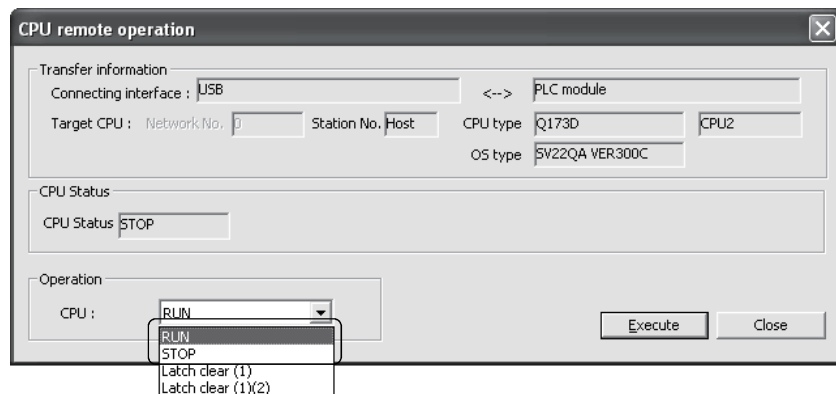 CPU remote operation
Transfer information
Connecting interface : USB <--> PLC module
Target CPU : Network No. 0 Station No. Host CPU type Q173D CPU2
OS type SV22QA VER300C
CPU Status
CPU Status STOP
Operation
CPU : RUN
RUN
Execute Close
STOP
Latch clear (1)
Latch clear (1)(2)